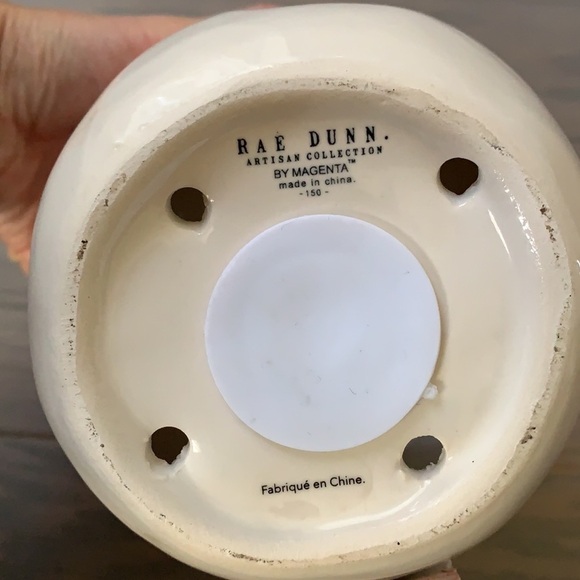 RAE DUNN.
ARTISAN COLLECTION
BY MAGENTA™
made in china.
- 150 -
Fabriqué en Chine.